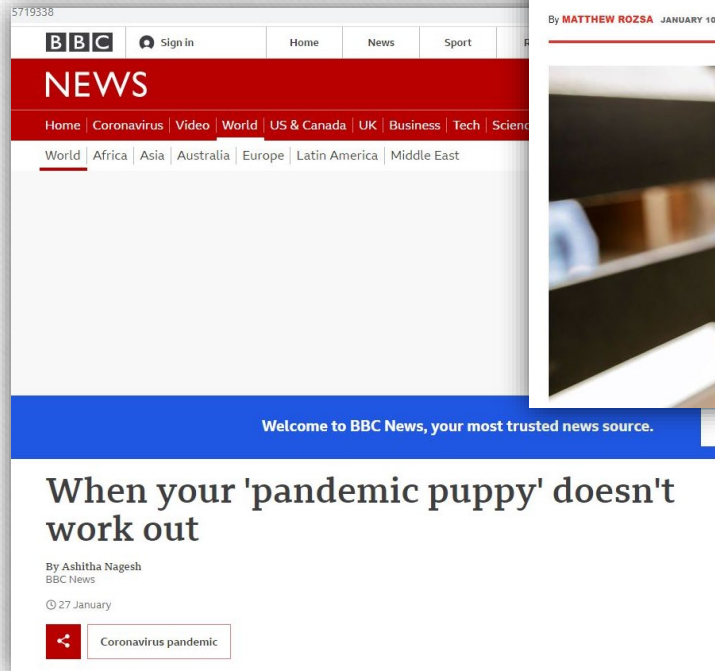 5719338
BBC Sign in Home News Sport
NEWS
Home Coronavirus Video World US & Canada UK Business Tech
World Africa Asia Australia Europe Latin America Middle East
By MATTHEW ROZSA JANUARY 10
Welcome to BBC News, your most trusted news source.
When your 'pandemic puppy' doesn't
work out
By Ashitha Nagesh
BBC News
27 January
Coronavirus pandemic